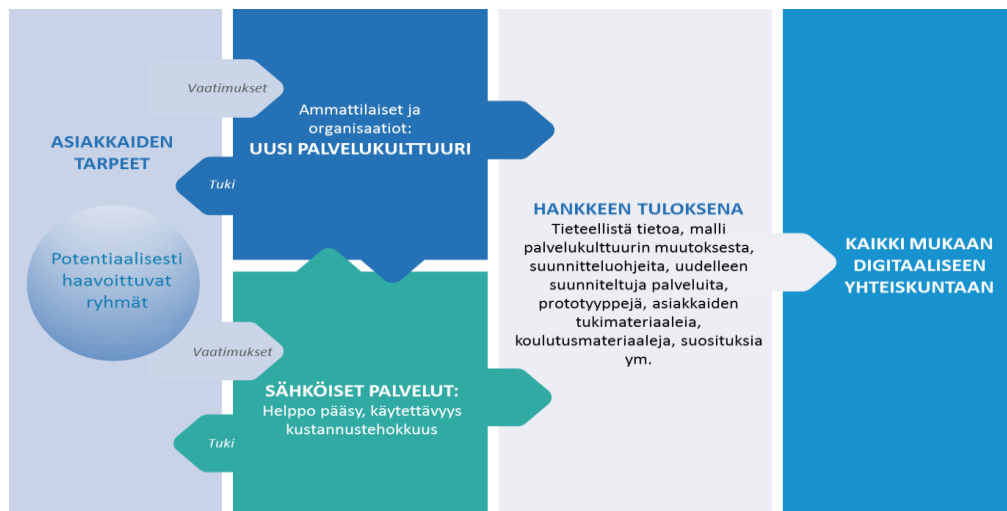 ASIAKKAIDEN
TARPEET
Potentiaalisesti
haavoittuvat
ryhmät
Vaatimukset
Ammattilaiset ja
organisaatiot:
UUSI PALVELUKULTTUURI
Tuki
Vaatimukset
SÄHKÖISET PALVELUT:
Helppo pääsy, käytettävyys
kustannustehokkuus
Tuki
HANKKEEN TULOKSENA
Tieteellistä tietoa, malli
palvelukulttuurin muutoksesta,
suunnitteluohjeita, uudelleen
suunniteltuja palveluita,
prototyyppejä, asiakkaiden
tukimateriaaleia,
koulutusmateriaaleja, suosituksia
ym.
KAIKKI MUKAAN
DIGITAALISEEN
YHTEISKUNTAAN